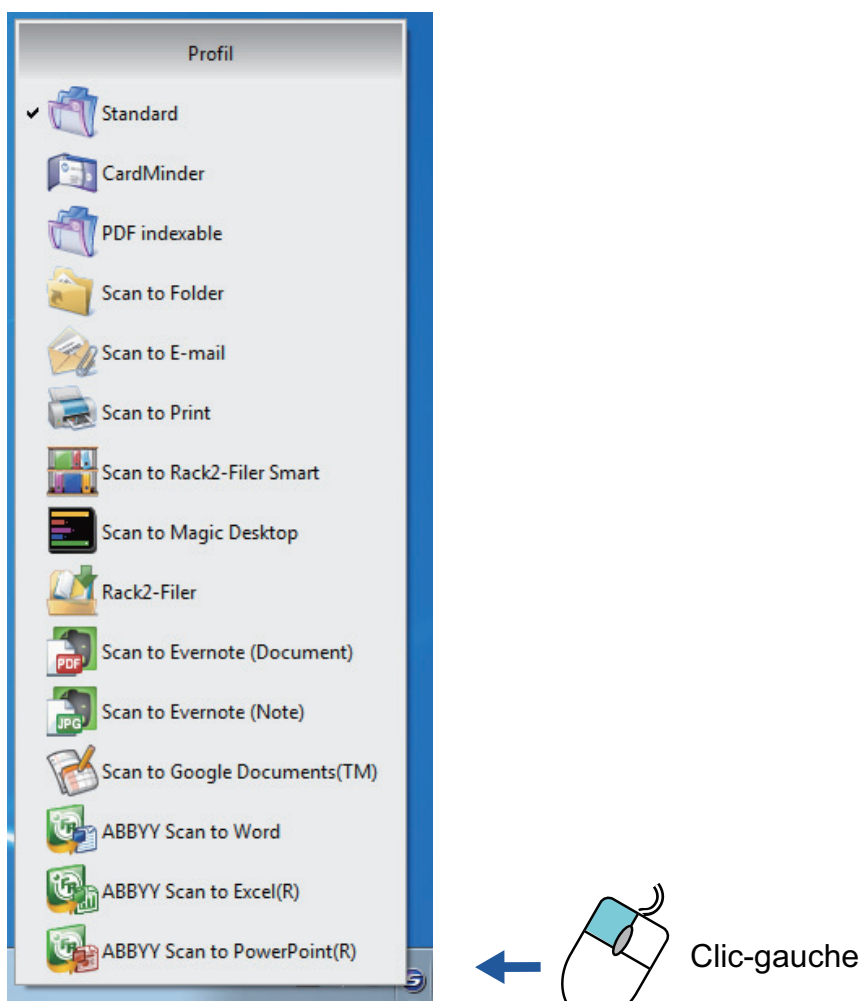 Profil
Standard
CardMinder
PDF indexable
Scan to Folder
Scan to E-mail
Scan to Print
Scan to Rack2-Filer Smart
Scan to Magic Desktop
Rack2-Filer
PDF
Scan to Evernote (Document)
JPG
Scan to Evernote (Note)
Scan to Google Documents(TM)
ABBYY Scan to Word
ABBYY Scan to Excel(R)
ABBYY Scan to PowerPoint(R)
Clic-gauche